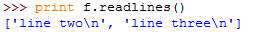 >>> print f.readlines()
['line two\n', 'line three\n']